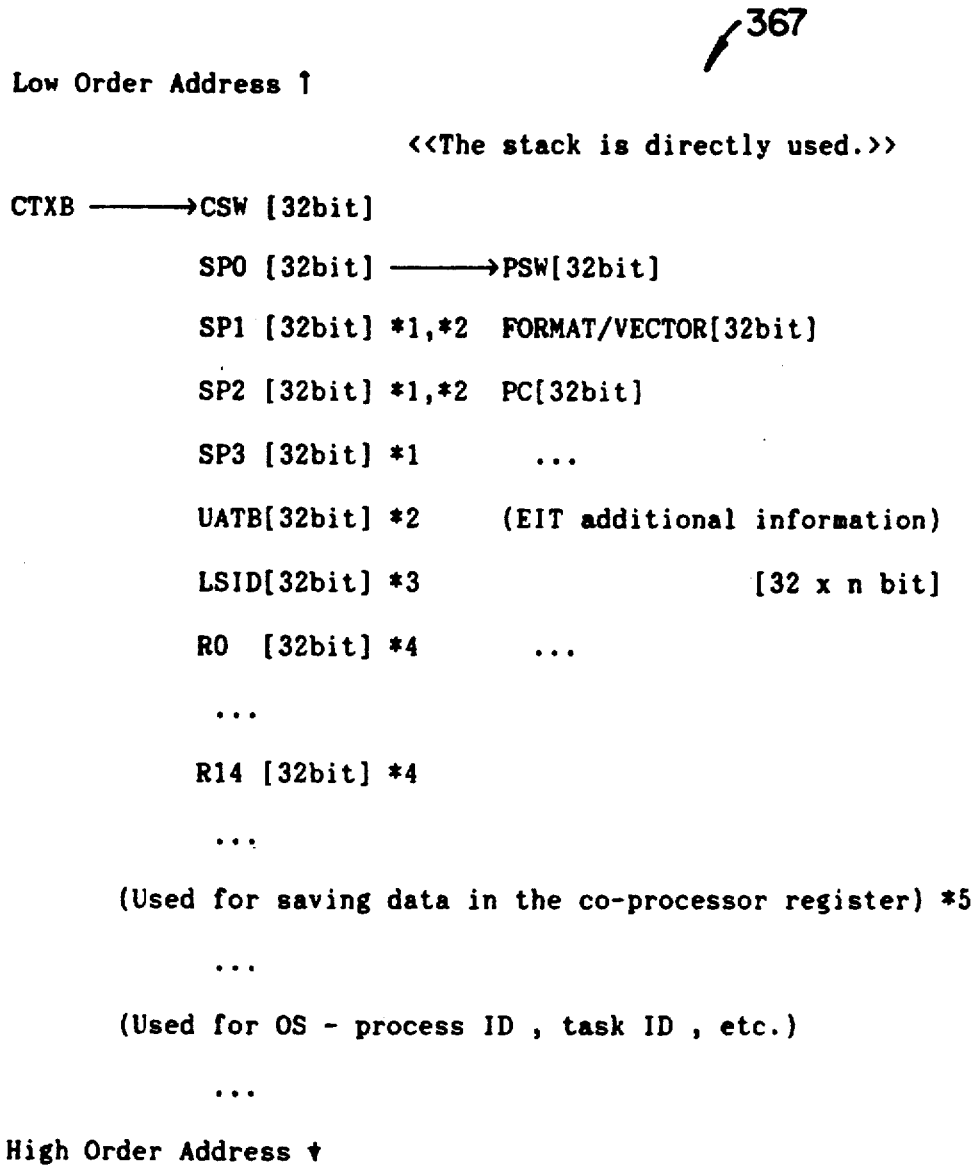 367
Low Order Address ↑
<<The stack is directly used.>>
CTXB ———→CSW [32bit]
SP0 [32bit] ———→PSW[32bit]
SP1 [32bit] *1,*2 FORMAT/VECTOR[32bit]
SP2 [32bit] *1,*2 PC[32bit]
SP3 [32bit] *1 ...
UATB[32bit] *2 (EIT additional information)
LSID[32bit] *3 [32 x n bit]
R0 [32bit] *4 ...
...
R14 [32bit] *4
...
(Used for saving data in the co-processor register) *5
...
(Used for OS - process ID , task ID , etc.)
...
High Order Address ↓